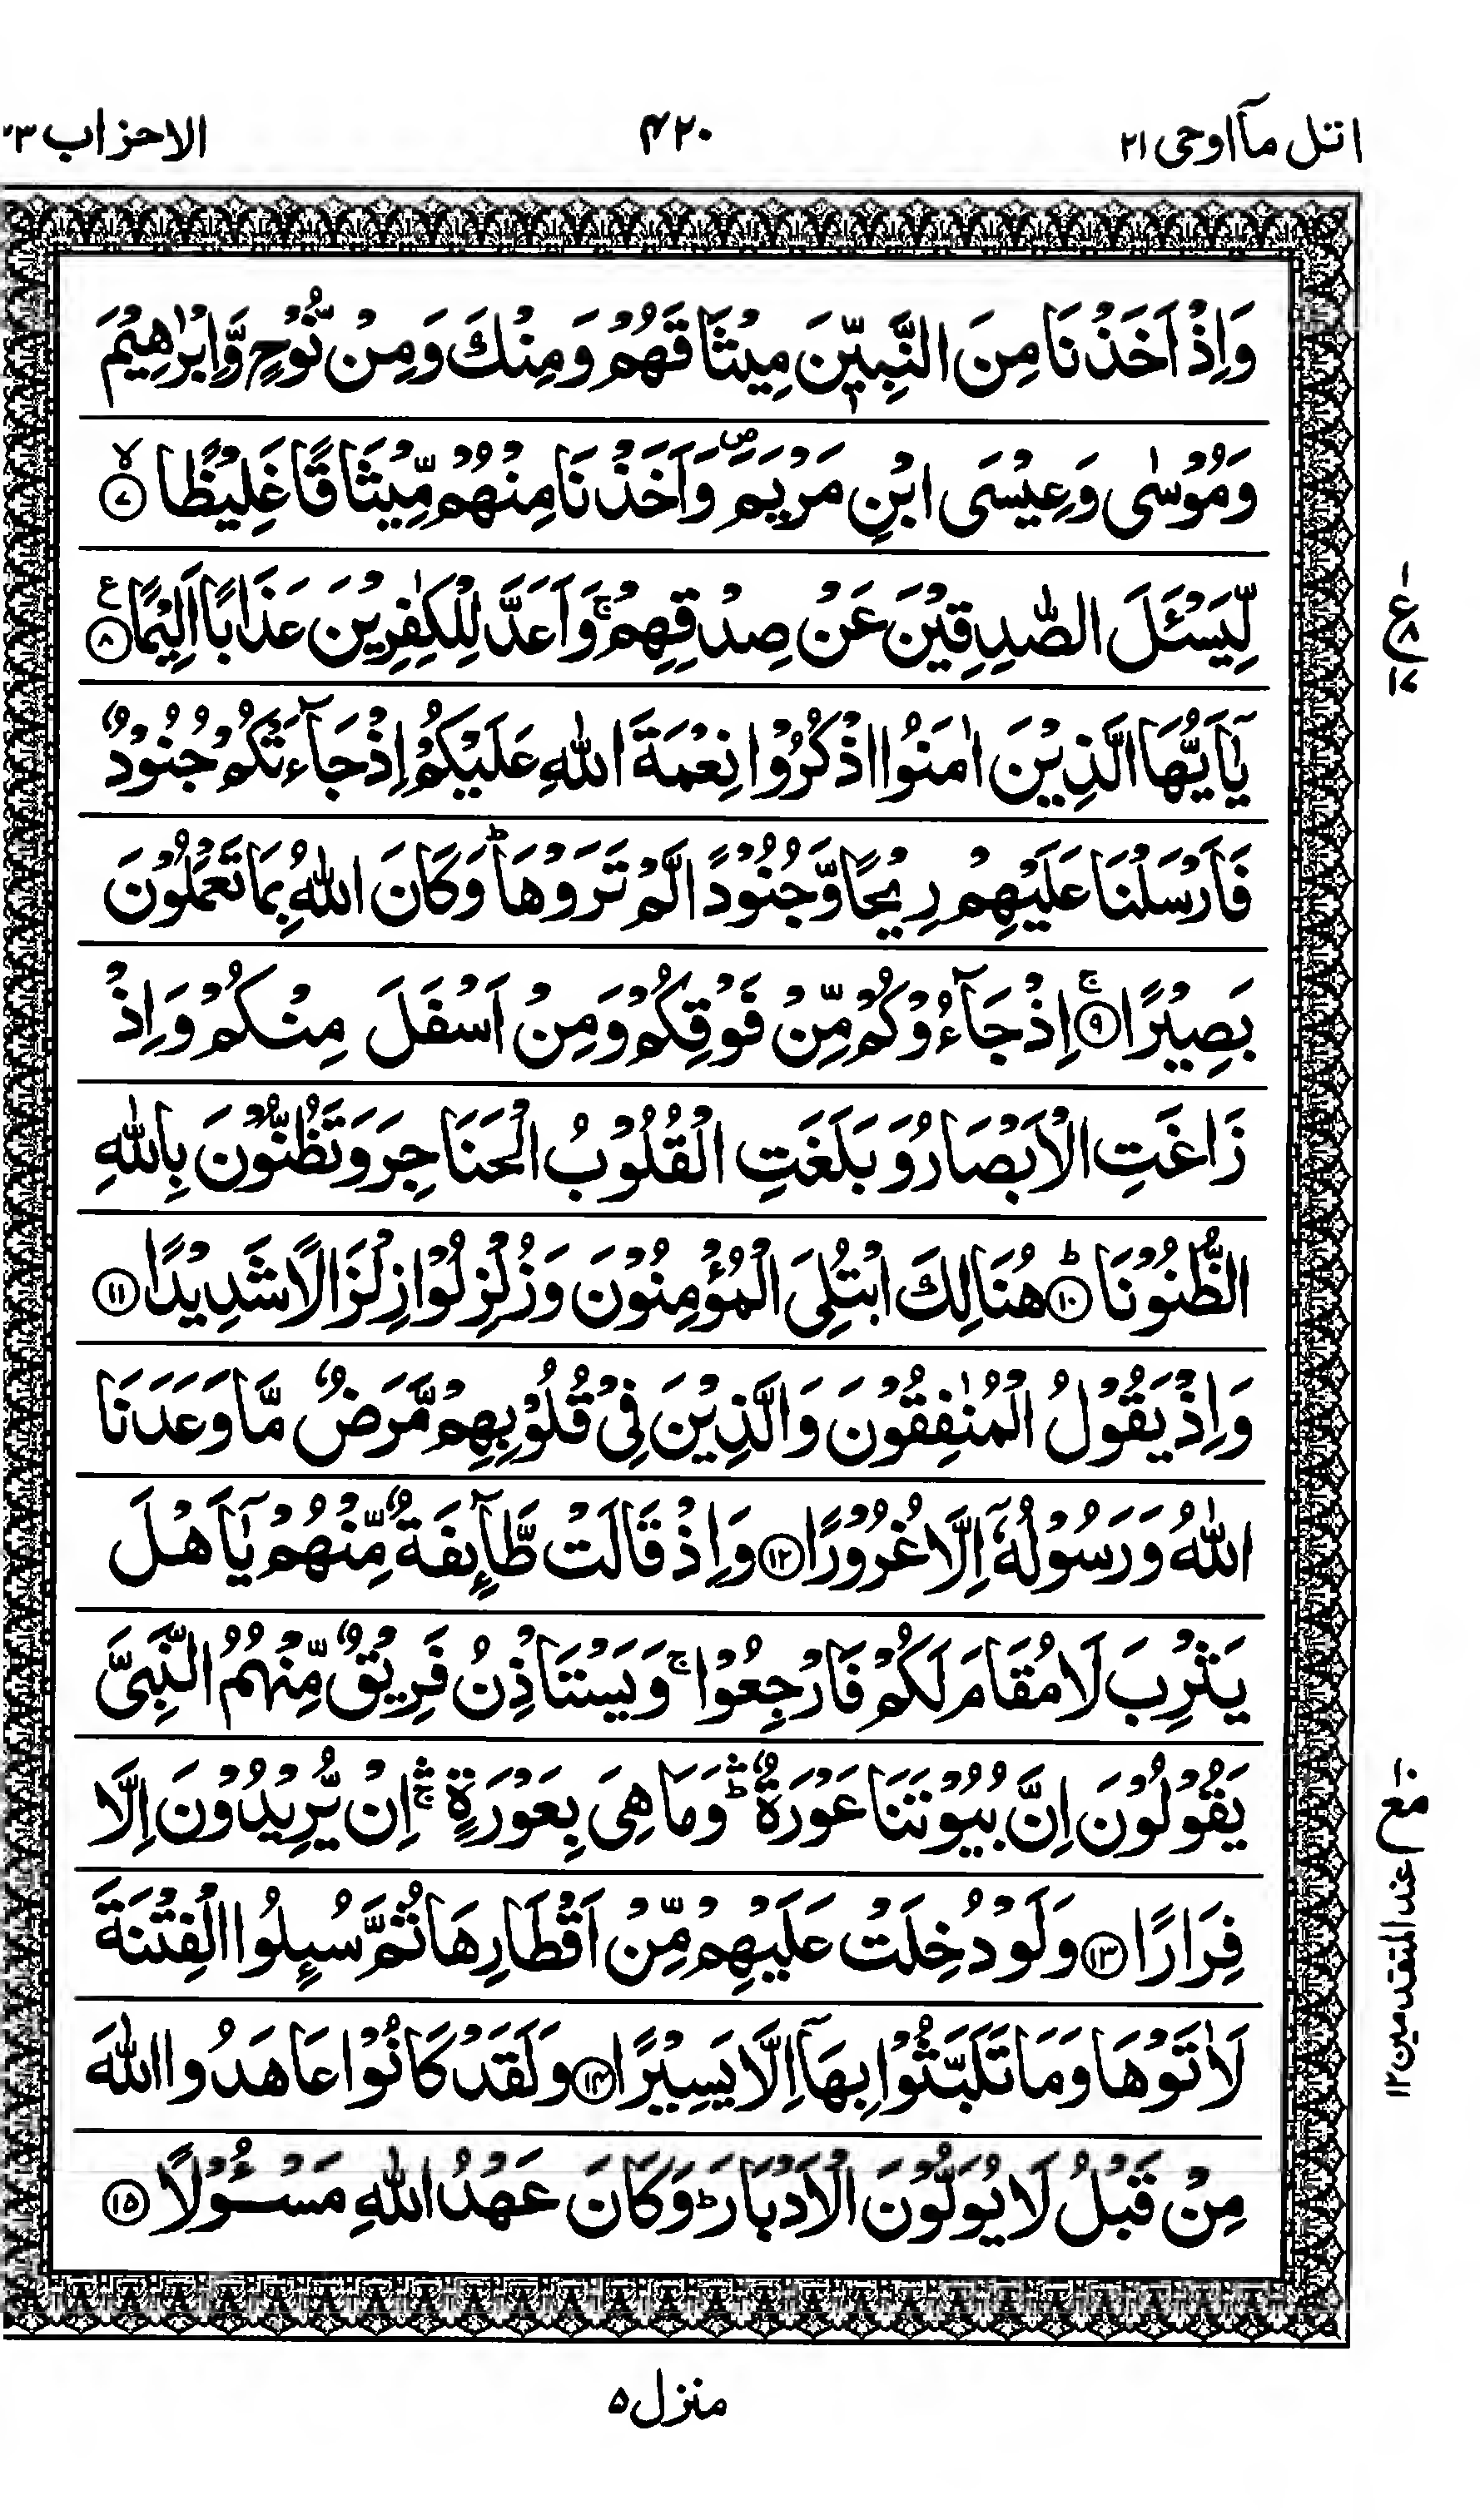 اتل مآ اوحی ۲۱
۴۲۰
الاحزاب ۳۳
وَاِذْ اَخَذْنَا مِنَ النَّبِيّٖنَ مِيْثَاقَهُمْ وَمِنْكَ وَمِنْ نُّوْحٍ وَّاِبْرٰهِيْمَ
وَمُوْسٰى وَعِيْسَى ابْنِ مَرْيَمَ ۪ وَاَخَذْنَا مِنْهُمْ مِّيْثَاقًا غَلِيْظًا ۙ﴿۷﴾
لِّيَسْـَٔلَ الصّٰدِقِيْنَ عَنْ صِدْقِهِمْ ۚ وَاَعَدَّ لِلْكٰفِرِيْنَ عَذَابًا اَلِيْمًا ﴿۸﴾ع
يٰۤاَيُّهَا الَّذِيْنَ اٰمَنُوا اذْكُرُوْا نِعْمَةَ اللّٰهِ عَلَيْكُمْ اِذْ جَآءَتْكُمْ جُنُوْدٌ
فَاَرْسَلْنَا عَلَيْهِمْ رِيْحًا وَّجُنُوْدًا لَّمْ تَرَوْهَا ؕ وَكَانَ اللّٰهُ بِمَا تَعْمَلُوْنَ
بَصِيْرًا ۚ﴿۹﴾ اِذْ جَآءُوْكُمْ مِّنْ فَوْقِكُمْ وَمِنْ اَسْفَلَ مِنْكُمْ وَاِذْ
زَاغَتِ الْاَبْصَارُ وَبَلَغَتِ الْقُلُوْبُ الْحَنَاجِرَ وَتَظُنُّوْنَ بِاللّٰهِ
الظُّنُوْنَا ؕ﴿۱۰﴾ هُنَالِكَ ابْتُلِيَ الْمُؤْمِنُوْنَ وَزُلْزِلُوْا زِلْزَالًا شَدِيْدًا ﴿۱۱﴾
وَاِذْ يَقُوْلُ الْمُنٰفِقُوْنَ وَالَّذِيْنَ فِيْ قُلُوْبِهِمْ مَّرَضٌ مَّا وَعَدَنَا
اللّٰهُ وَرَسُوْلُهٗۤ اِلَّا غُرُوْرًا ﴿۱۲﴾ وَاِذْ قَالَتْ طَّآىِٕفَةٌ مِّنْهُمْ يٰۤاَهْلَ
يَثْرِبَ لَا مُقَامَ لَكُمْ فَارْجِعُوْا ۚ وَيَسْتَاْذِنُ فَرِيْقٌ مِّنْهُمُ النَّبِيَّ
يَقُوْلُوْنَ اِنَّ بُيُوْتَنَا عَوْرَةٌ ۛؕ وَمَا هِيَ بِعَوْرَةٍ ۛۚ اِنْ يُّرِيْدُوْنَ اِلَّا
فِرَارًا ﴿۱۳﴾ وَلَوْ دُخِلَتْ عَلَيْهِمْ مِّنْ اَقْطَارِهَا ثُمَّ سُىِٕلُوا الْفِتْنَةَ
لَاٰتَوْهَا وَمَا تَلَبَّثُوْا بِهَاۤ اِلَّا يَسِيْرًا ﴿۱۴﴾ وَلَقَدْ كَانُوْا عَاهَدُوا اللّٰهَ
مِنْ قَبْلُ لَا يُوَلُّوْنَ الْاَدْبَارَ ؕ وَكَانَ عَهْدُ اللّٰهِ مَسْـُٔوْلًا ﴿۱۵﴾
منزل ۵
ع
مع عند المتقدمین ۱۲